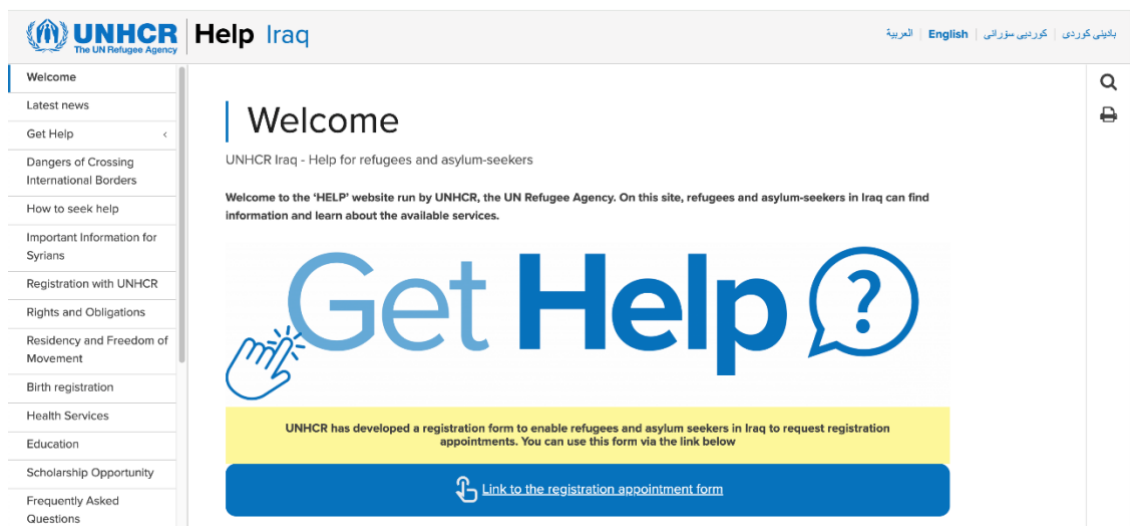 UNHCR
The UN Refugee Agency
Help Iraq
العربية | English | كوردیی سۆرانی | بادینی کوردی
Welcome
Latest news
Get Help <
Dangers of Crossing
International Borders
How to seek help
Important Information for
Syrians
Registration with UNHCR
Rights and Obligations
Residency and Freedom of
Movement
Birth registration
Health Services
Education
Scholarship Opportunity
Frequently Asked
Questions
Welcome
UNHCR Iraq - Help for refugees and asylum-seekers
Welcome to the ‘HELP’ website run by UNHCR, the UN Refugee Agency. On this site, refugees and asylum-seekers in Iraq can find
information and learn about the available services.
Get Help ?
UNHCR has developed a registration form to enable refugees and asylum seekers in Iraq to request registration
appointments. You can use this form via the link below
Link to the registration appointment form